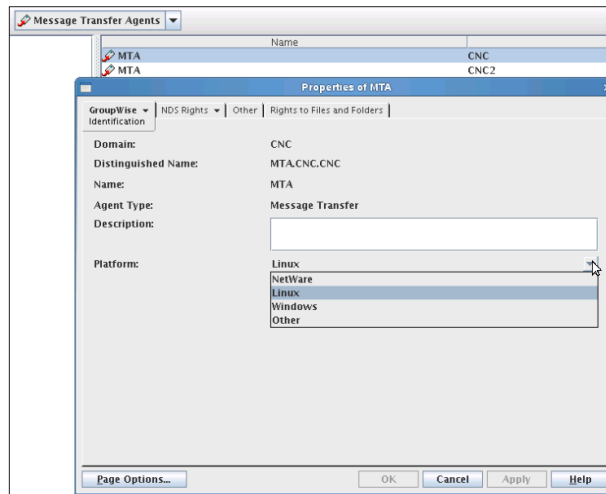 Message Transfer Agents
Name
MTA CNC
MTA CNC2
Properties of MTA
GroupWise NDS Rights Other Rights to Files and Folders
Identification
Domain: CNC
Distinguished Name: MTA.CNC.CNC
Name: MTA
Agent Type: Message Transfer
Description:
Platform: Linux
NetWare
Linux
Windows
Other
Page Options... OK Cancel Apply Help